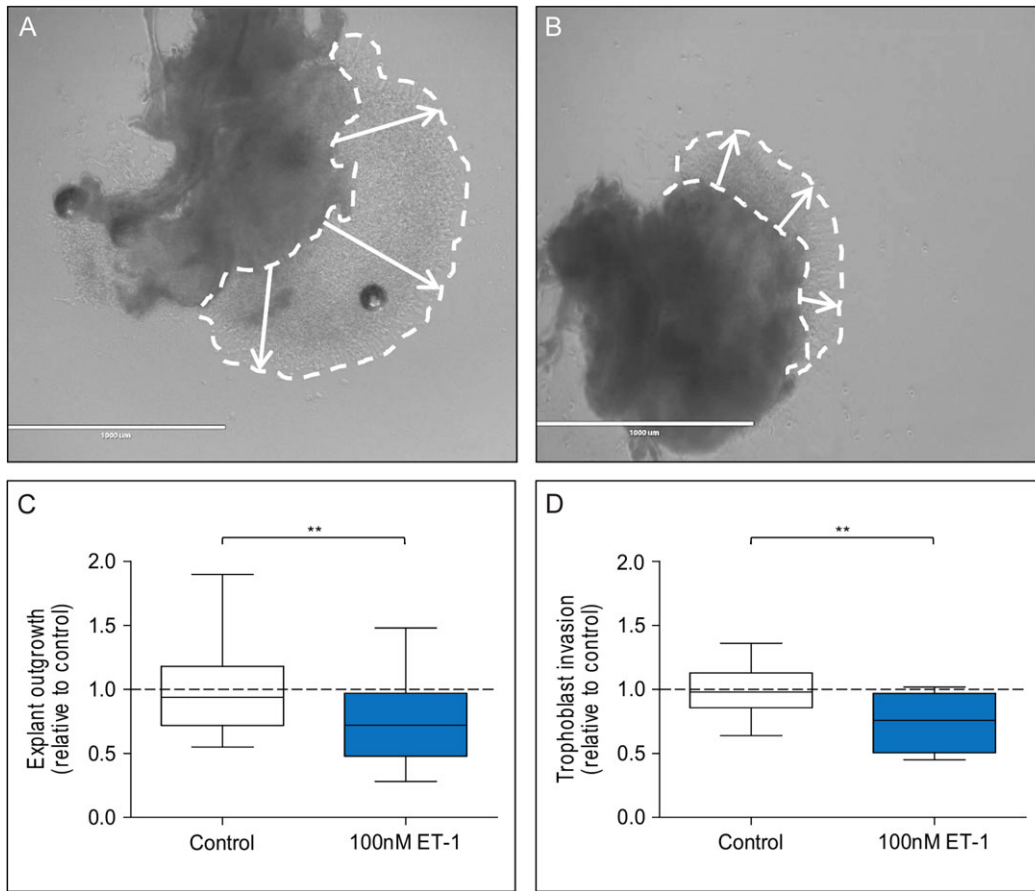 A
B
1000 um
1000 um
C
**
2.0
1.5
1.0
0.5
0.0
Explant outgrowth
(relative to control)
Control
100nM ET-1
D
**
2.0
1.5
1.0
0.5
0.0
Trophoblast invasion
(relative to control)
Control
100nM ET-1